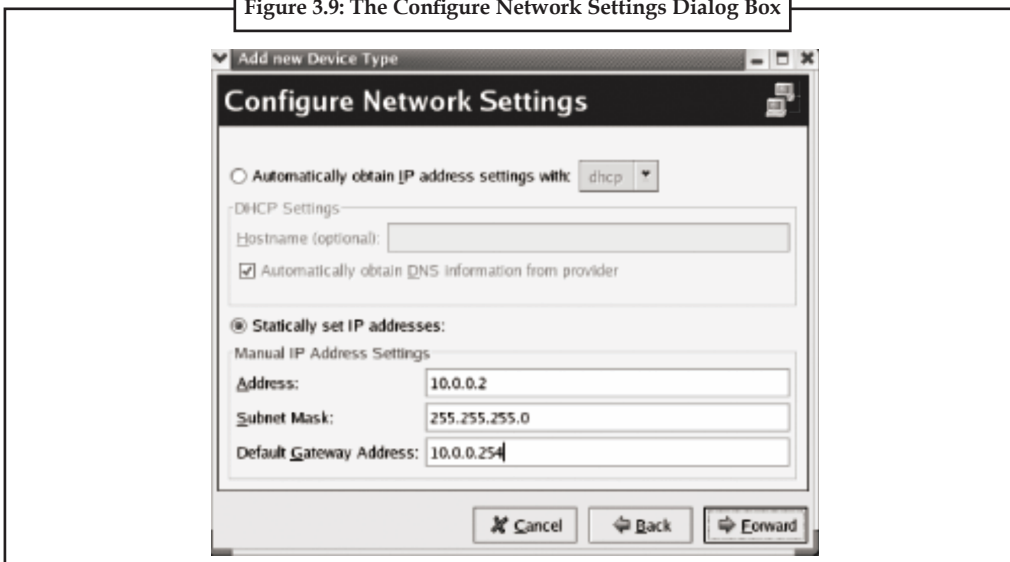 Figure 3.9: The Configure Network Settings Dialog Box
Add new Device Type
Configure Network Settings
Automatically obtain IP address settings with: dhcp
DHCP Settings
Hostname (optional):
Automatically obtain DNS information from provider
Statically set IP addresses:
Manual IP Address Settings
Address: 10.0.0.2
Subnet Mask: 255.255.255.0
Default Gateway Address: 10.0.0.254
Cancel Back Forward